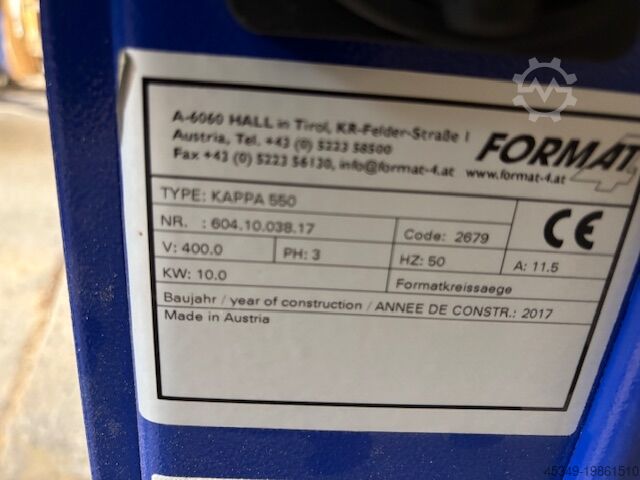 A-6060 HALL in Tirol, KR-Felder-Straße 1
Austria, Tel. +43 (0) 5223 58500
Fax +43 (0) 5223 56130, info@format-4.at www.format-4.at
FORMAT 4
TYPE: KAPPA 550
NR. : 604.10.038.17 Code: 2679 CE
V: 400.0 PH: 3 HZ: 50 A: 11.5
KW: 10.0 Formatkreissaege
Baujahr / year of construction / ANNEE DE CONSTR.: 2017
Made in Austria
45349-19861510